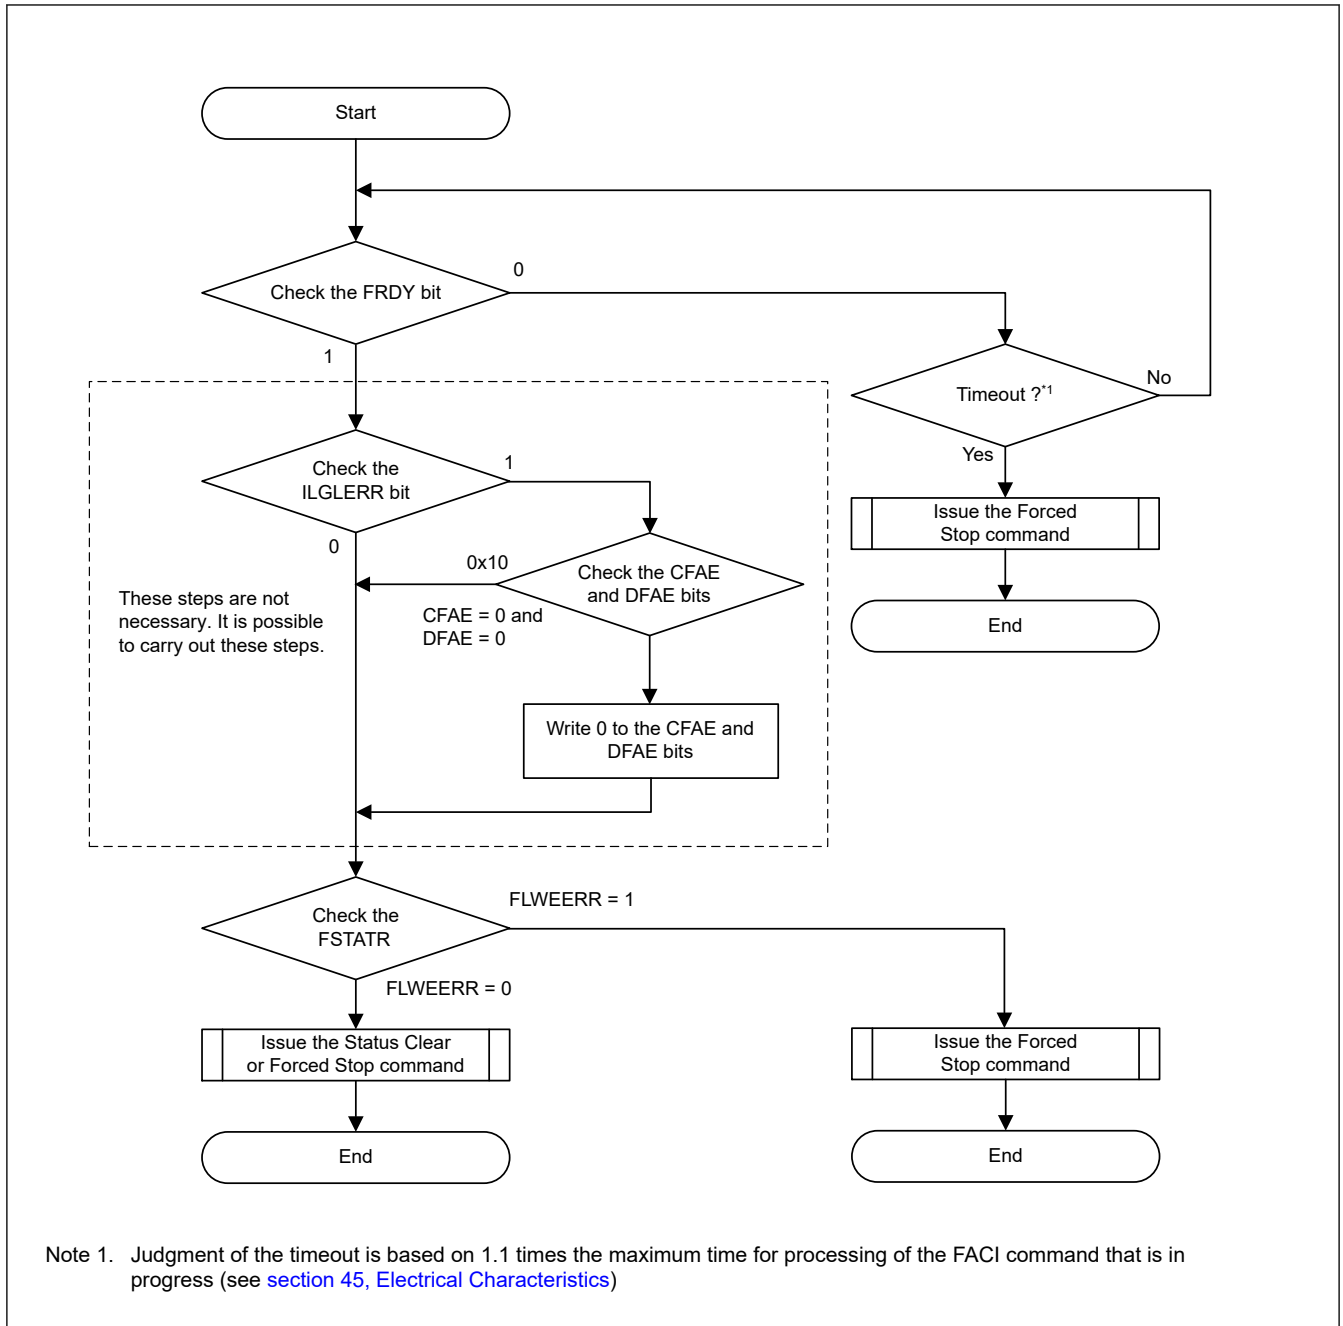 Start
Check the FRDY bit
0
1
Timeout ?*1
No
Yes
Issue the Forced
Stop command
End
Check the
ILGLERR bit
1
0
0x10
Check the CFAE
and DFAE bits
CFAE = 0 and
DFAE = 0
These steps are not
necessary. It is possible
to carry out these steps.
Write 0 to the CFAE and
DFAE bits
Check the
FSTATR
FLWEERR = 1
FLWEERR = 0
Issue the Status Clear
or Forced Stop command
End
Issue the Forced
Stop command
End
Note 1. Judgment of the timeout is based on 1.1 times the maximum time for processing of the FACI command that is in
progress (see section 45, Electrical Characteristics)